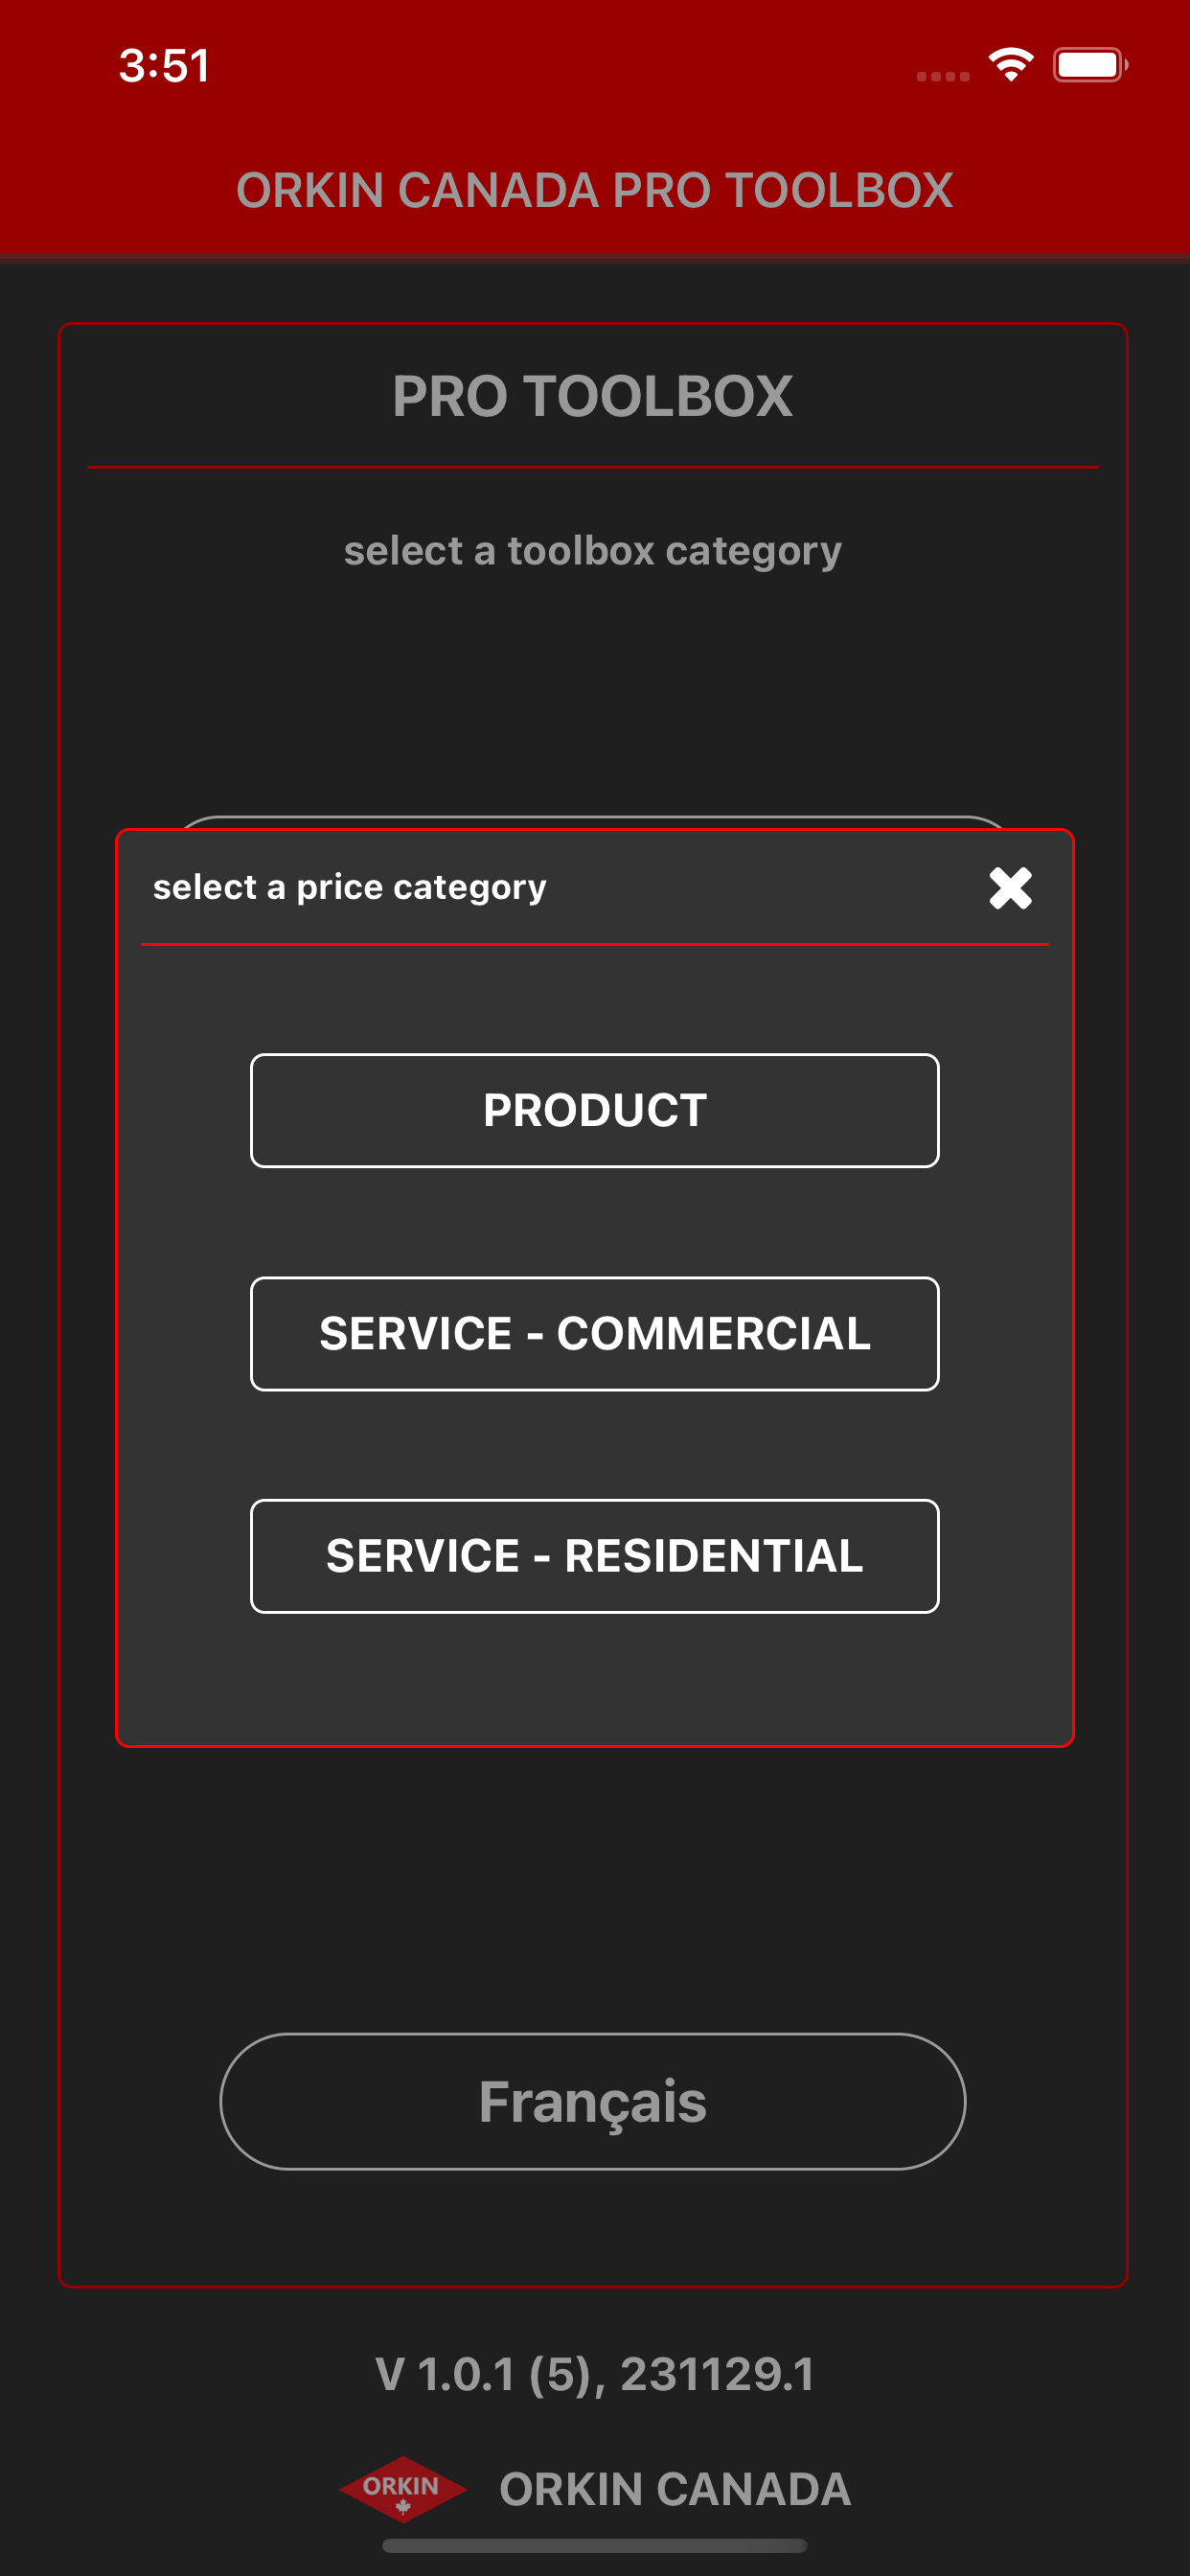 3:51
ORKIN CANADA PRO TOOLBOX
PRO TOOLBOX
select a toolbox category
select a price category
PRODUCT
SERVICE - COMMERCIAL
SERVICE - RESIDENTIAL
Français
V 1.0.1 (5), 231129.1
ORKIN
ORKIN CANADA